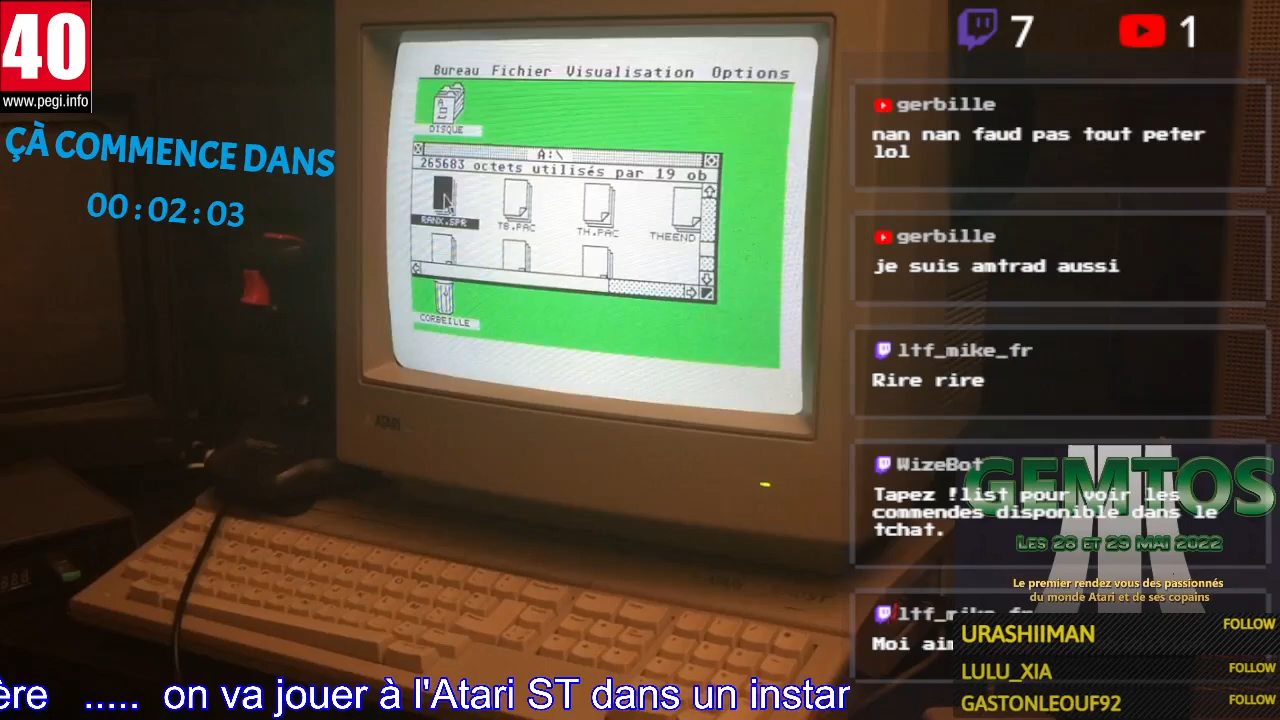 40
www.pegi.info
ÇÀ COMMENCE DANS
00:02:03
Bureau Fichier Visualisation Options
DISQUE
A:\
265683 octets utilisés par 19 ob
RANX.SPR
TB.PAC
TH.PAC
THEEND
CORBEILLE
ATARI
7
1
gerbille
nan nan faud pas tout peter
lol
gerbille
je suis amtrad aussi
ltf_mike_fr
Rire rire
WizeBot
Tapez !list pour voir les
commendes disponible dans le
tchat.
GEMTOS
LES 28 ET 29 MAI 2022
Le premier rendez vous des passionnés
du monde Atari et de ses copains
ltf_mike_fr
Moi aim
URASHIIMAN FOLLOW
LULU_XIA FOLLOW
GASTONLEOUF92 FOLLOW
ère ..... on va jouer à l'Atari ST dans un instar